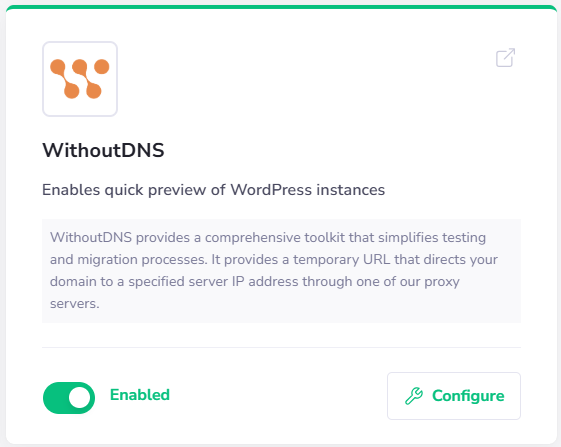 WithoutDNS
Enables quick preview of WordPress instances
WithoutDNS provides a comprehensive toolkit that simplifies testing
and migration processes. It provides a temporary URL that directs your
domain to a specified server IP address through one of our proxy
servers.
Enabled
Configure